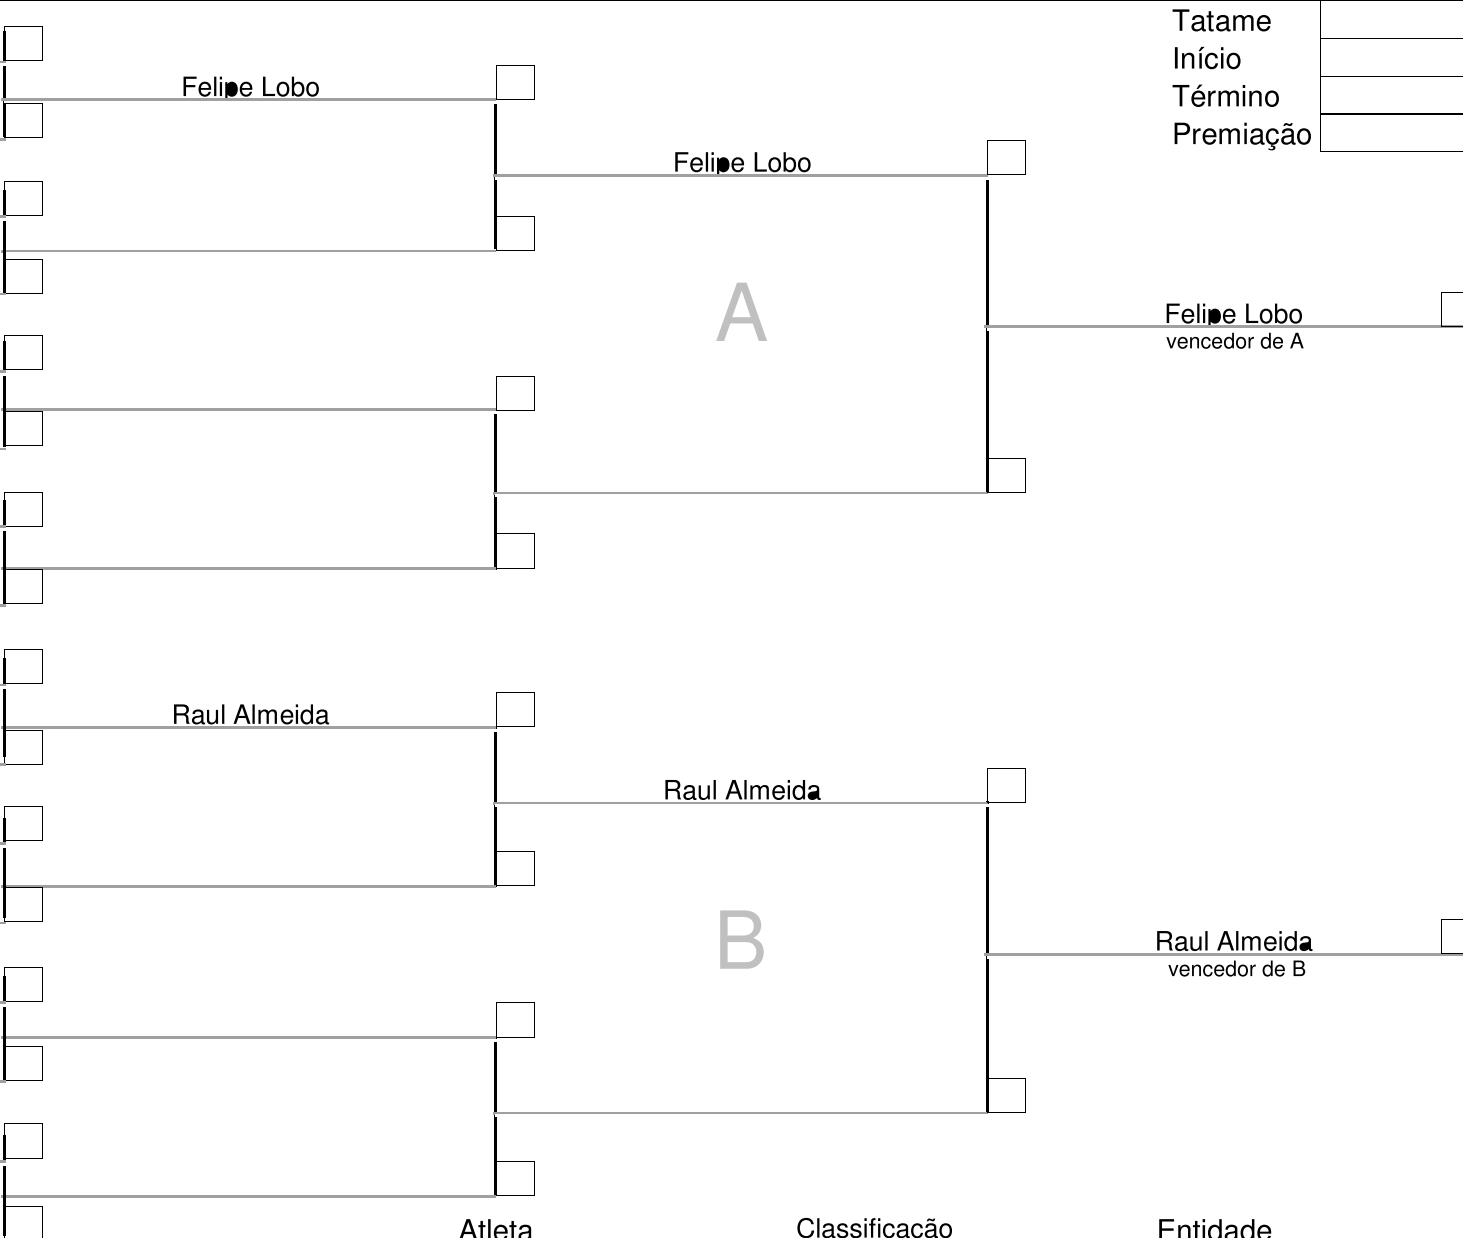 Tatame
Início
Felipe Lobo
Término
Premiação
Felipe Lobo
A
Felipe Lobo
vencedor de A
Raul Almeida
Raul Almeida
B
Raul Almeida
vencedor de B
Atleta
Classificação
Entidade